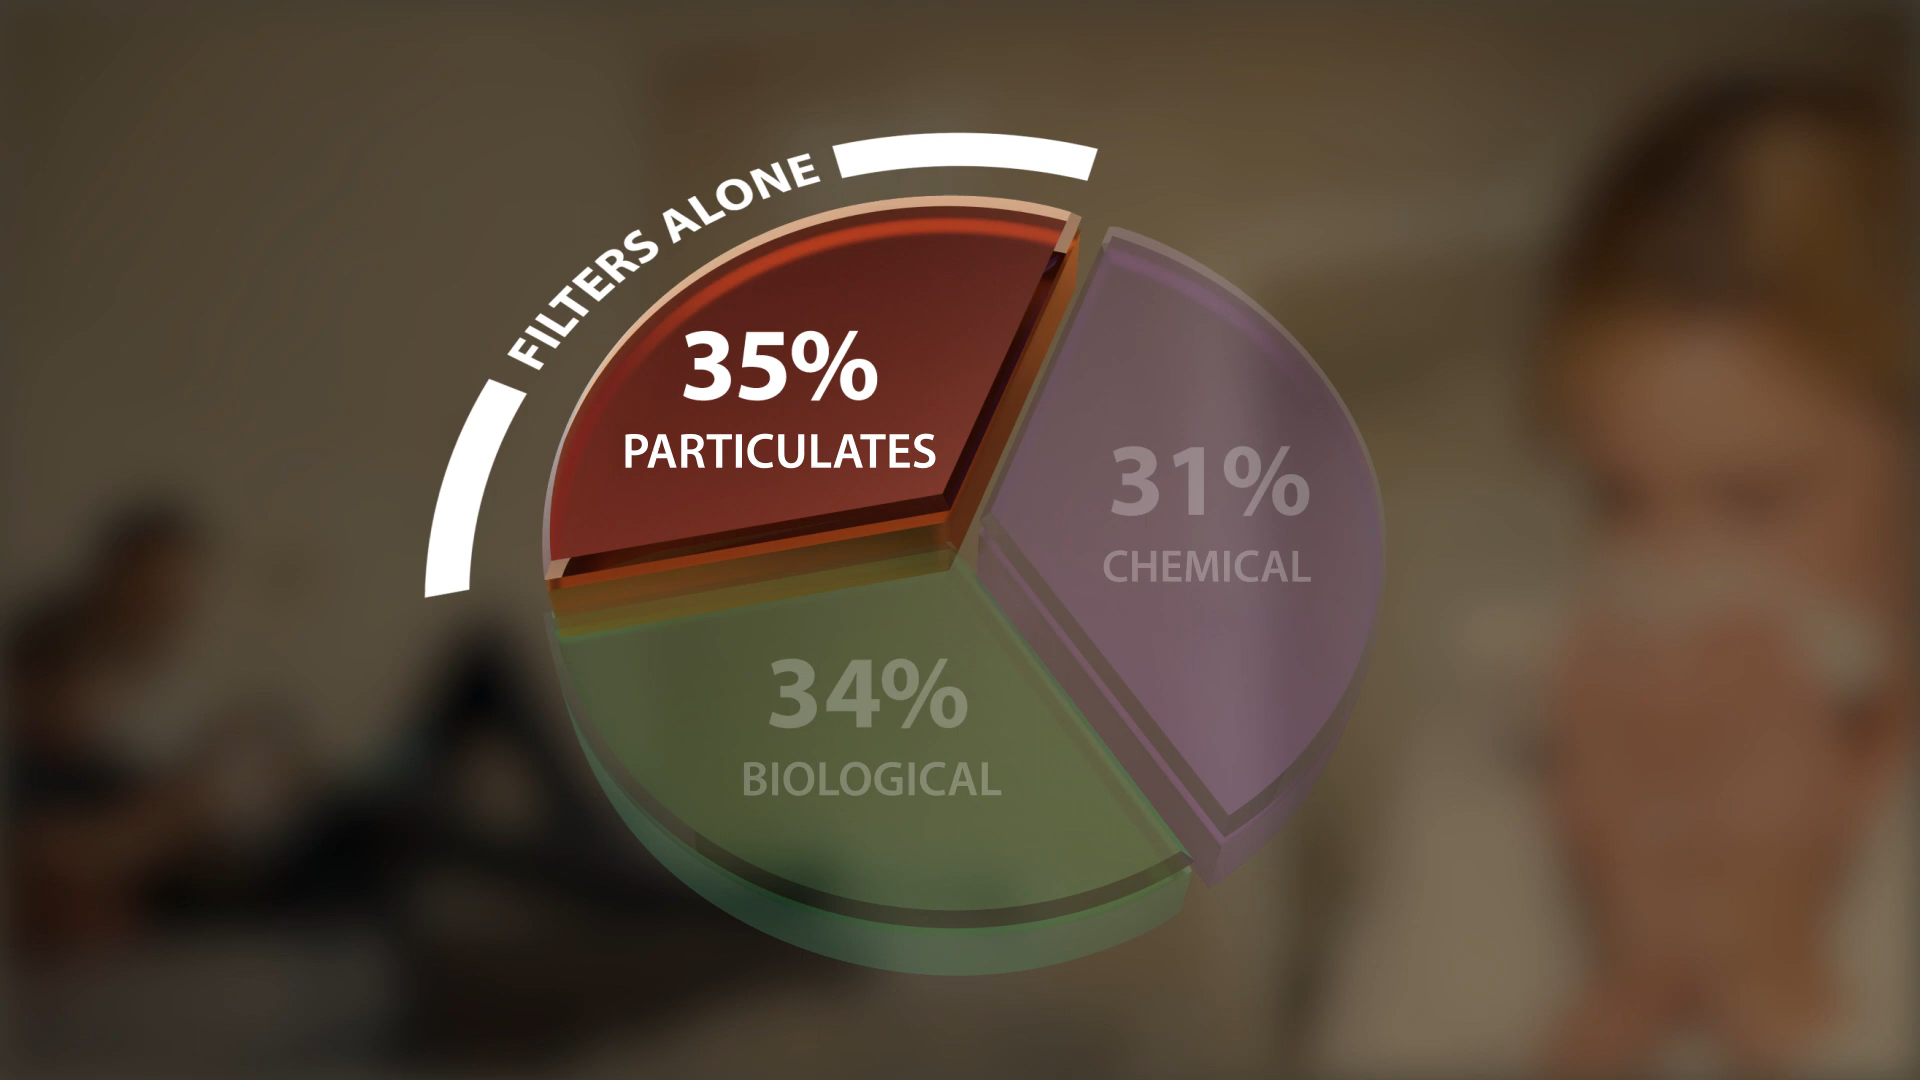 FILTERS ALONE
35%
PARTICULATES
31%
CHEMICAL
34%
BIOLOGICAL